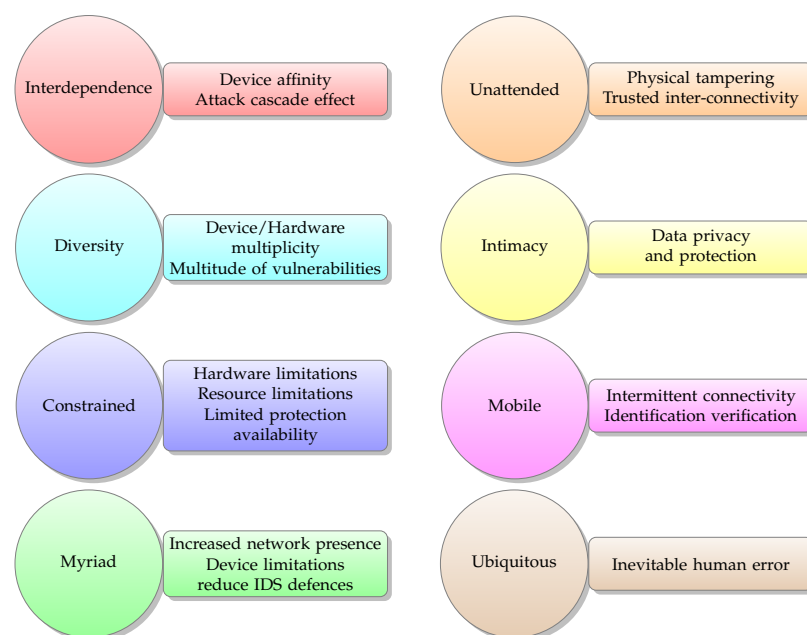 Interdependence
Device affinity
Attack cascade effect
Unattended
Physical tampering
Trusted inter-connectivity
Diversity
Device/Hardware
multiplicity
Multitude of vulnerabilities
Intimacy
Data privacy
and protection
Constrained
Hardware limitations
Resource limitations
Limited protection
availability
Mobile
Intermittent connectivity
Identification verification
Myriad
Increased network presence
Device limitations
reduce IDS defences
Ubiquitous
Inevitable human error